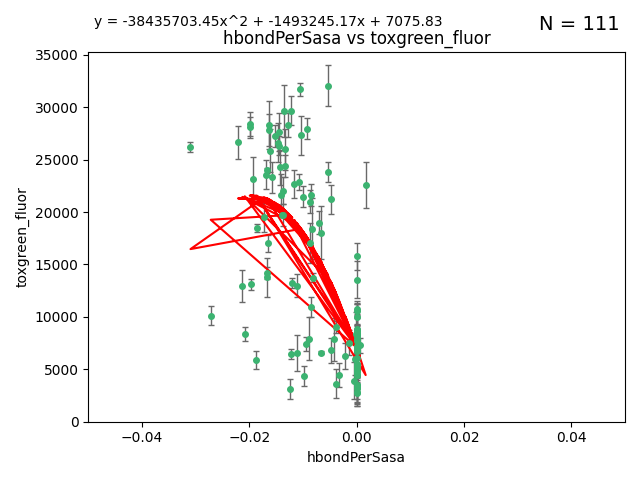 y = -38435703.45x^2 + -1493245.17x + 7075.83
N = 111
hbondPerSasa vs toxgreen_fluor
35000
30000
25000
20000
15000
10000
5000
0
toxgreen_fluor
−0.04
−0.02
0.00
0.02
0.04
hbondPerSasa